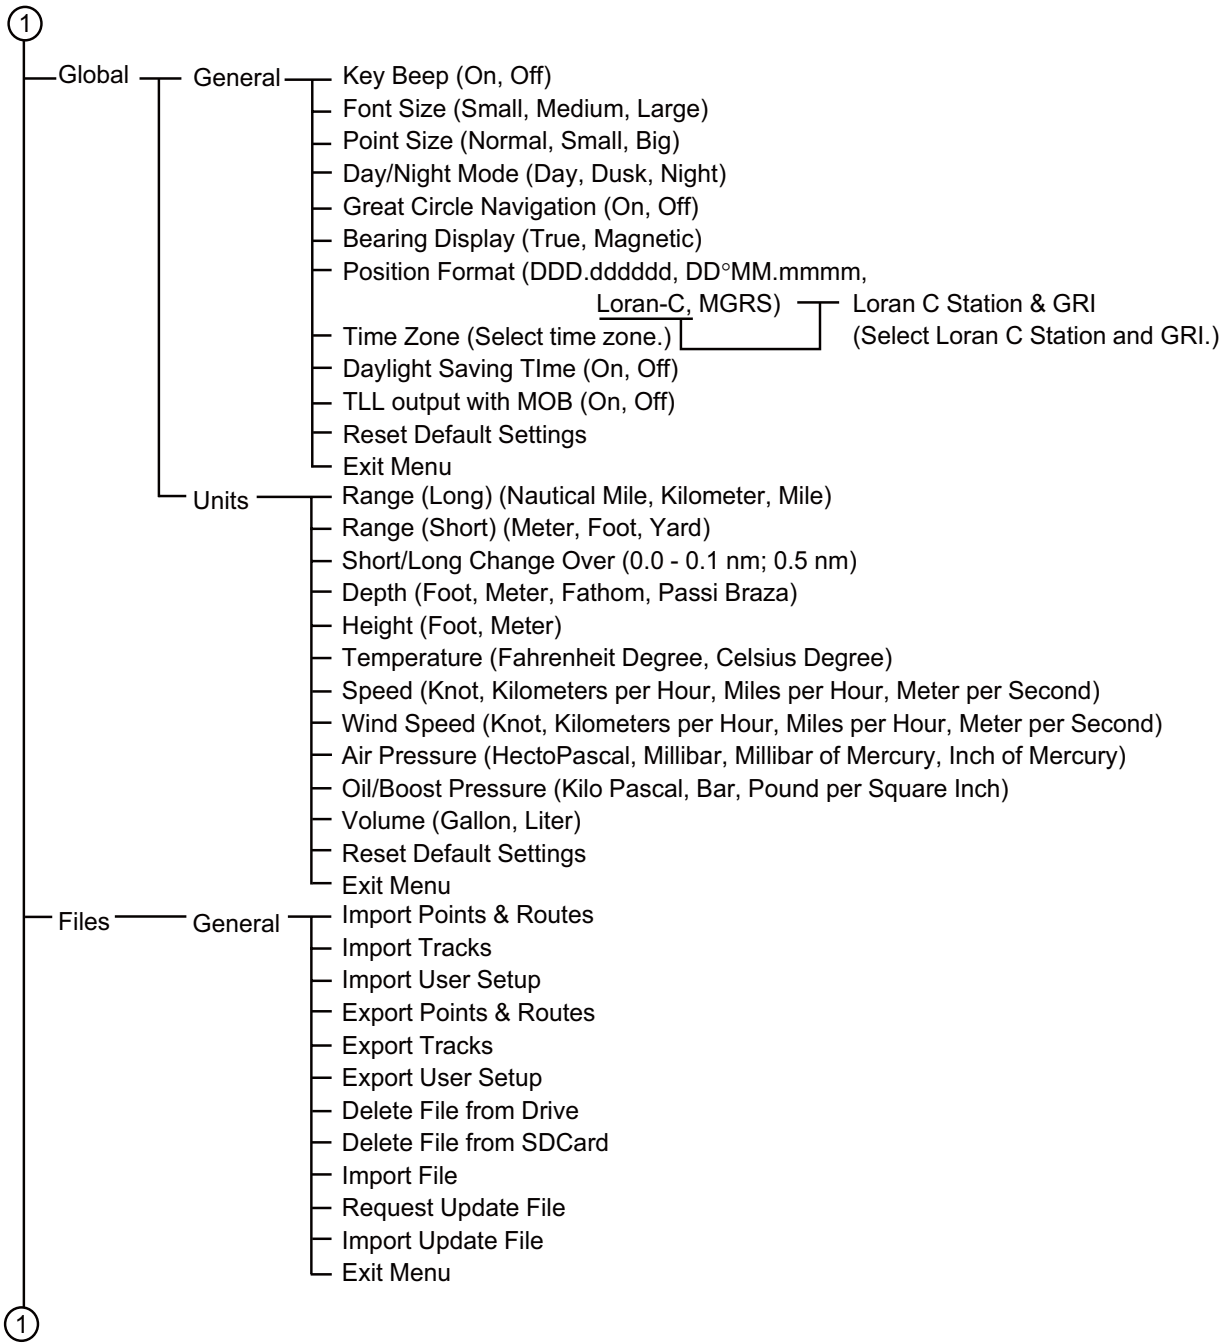 1
Global
General
Key Beep (On, Off)
Font Size (Small, Medium, Large)
Point Size (Normal, Small, Big)
Day/Night Mode (Day, Dusk, Night)
Great Circle Navigation (On, Off)
Bearing Display (True, Magnetic)
Position Format (DDD.dddddd, DD°MM.mmmm,
Loran-C, MGRS)
Loran C Station & GRI
(Select Loran C Station and GRI.)
Time Zone (Select time zone.)
Daylight Saving TIme (On, Off)
TLL output with MOB (On, Off)
Reset Default Settings
Exit Menu
Units
Range (Long) (Nautical Mile, Kilometer, Mile)
Range (Short) (Meter, Foot, Yard)
Short/Long Change Over (0.0 - 0.1 nm; 0.5 nm)
Depth (Foot, Meter, Fathom, Passi Braza)
Height (Foot, Meter)
Temperature (Fahrenheit Degree, Celsius Degree)
Speed (Knot, Kilometers per Hour, Miles per Hour, Meter per Second)
Wind Speed (Knot, Kilometers per Hour, Miles per Hour, Meter per Second)
Air Pressure (HectoPascal, Millibar, Millibar of Mercury, Inch of Mercury)
Oil/Boost Pressure (Kilo Pascal, Bar, Pound per Square Inch)
Volume (Gallon, Liter)
Reset Default Settings
Exit Menu
Files
General
Import Points & Routes
Import Tracks
Import User Setup
Export Points & Routes
Export Tracks
Export User Setup
Delete File from Drive
Delete File from SDCard
Import File
Request Update File
Import Update File
Exit Menu
1